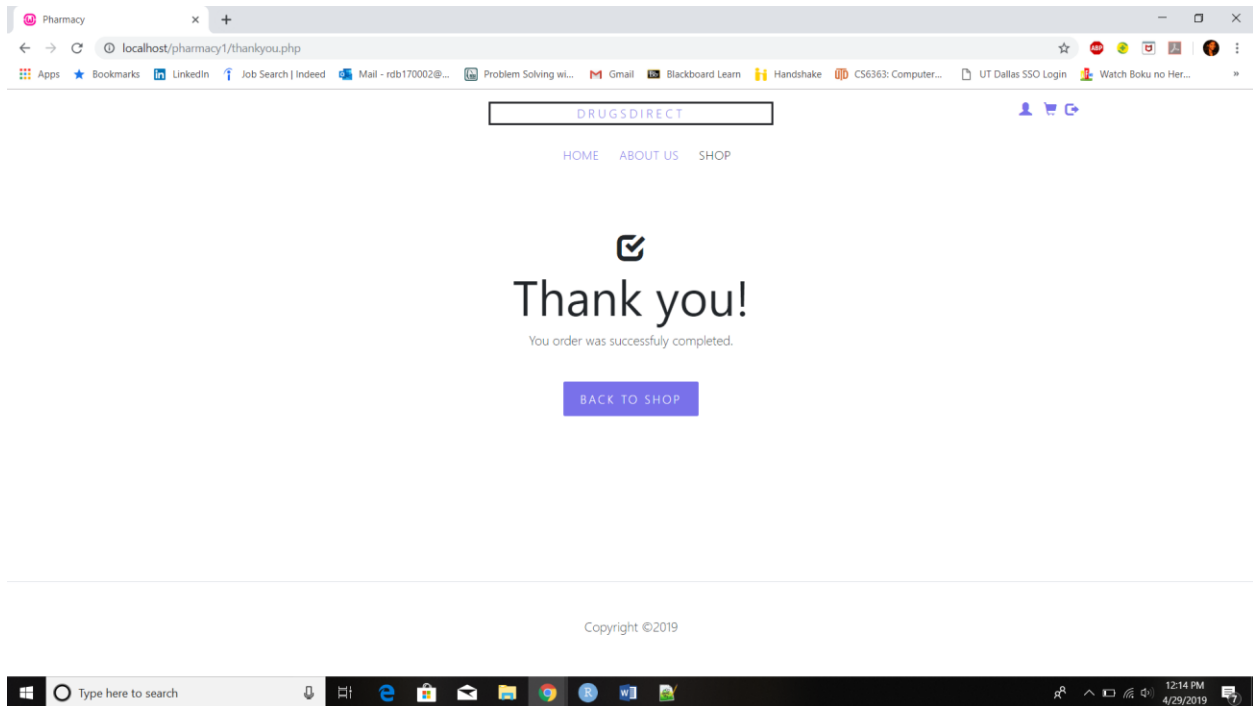 Pharmacy
localhost/pharmacy1/thankyou.php
Apps Bookmarks LinkedIn Job Search | Indeed Mail - rdb170002@... Problem Solving wi... Gmail Blackboard Learn Handshake CS6363: Computer... UT Dallas SSO Login Watch Boku no Her... »
DRUGSDIRECT
HOME ABOUT US SHOP
Thank you!
You order was successfuly completed.
BACK TO SHOP
Copyright ©2019
Type here to search
12:14 PM
4/29/2019
7